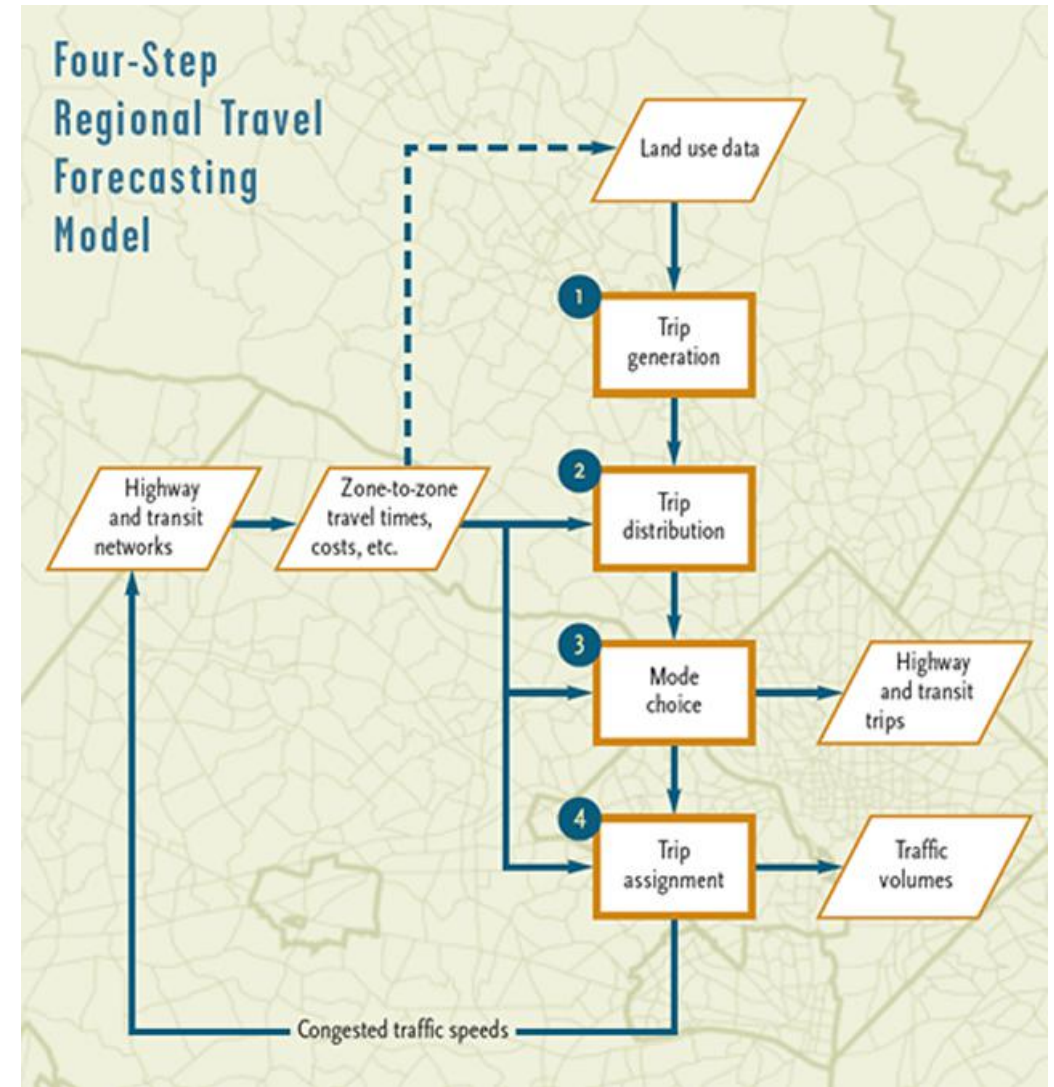 Four-Step
Regional Travel
Forecasting
Model
Land use data
1
Trip
generation
2
Trip
distribution
Highway
and transit
networks
Zone-to-zone
travel times,
costs, etc.
3
Mode
choice
Highway
and transit
trips
4
Trip
assignment
Traffic
volumes
Congested traffic speeds